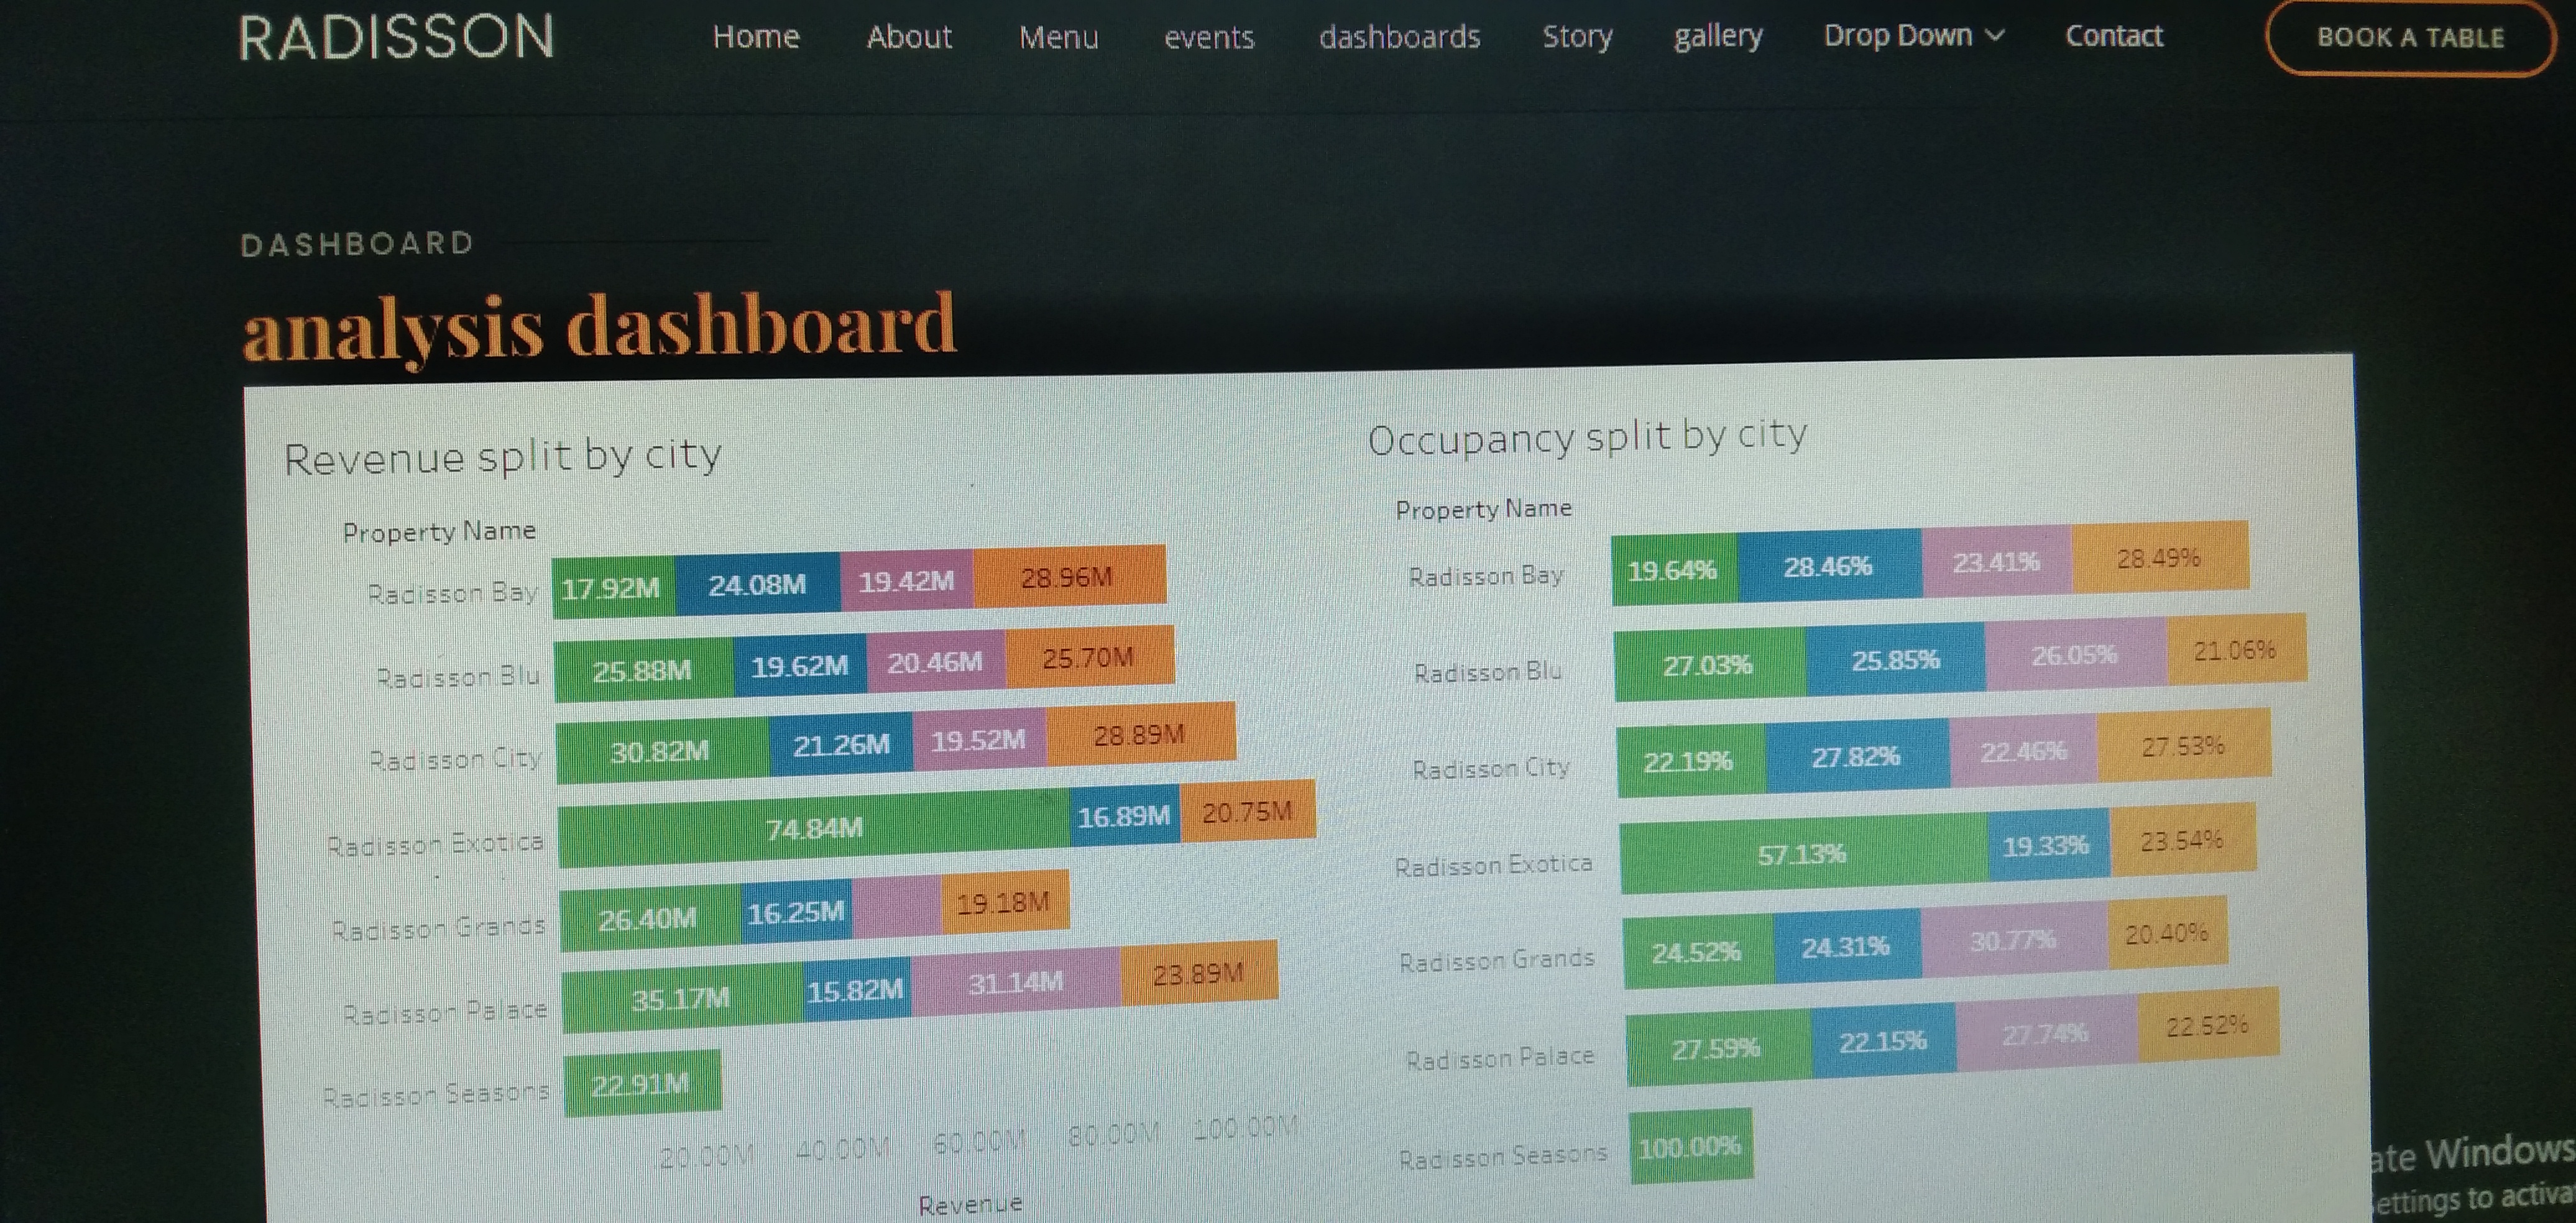 RADISSON Home About Menu events dashboards Story gallery Drop Down Contact BOOK A TABLE
DASHBOARD
analysis dashboard
Revenue split by city
Property Name
Radisson Bay 17.92M 24.08M 19.42M 28.96M
Radisson Blu 25.88M 19.62M 20.46M 25.70M
Radisson City 30.82M 21.26M 19.52M 28.89M
Radisson Exotica 74.84M 16.89M 20.75M
Radisson Grands 26.40M 16.25M 19.18M
Radisson Palace 35.17M 15.82M 31.14M 23.89M
Radisson Seasons 22.91M
20.00M 40.00M 60.00M 80.00M 100.00M
Revenue
Occupancy split by city
Property Name
Radisson Bay 19.64% 28.46% 23.41% 28.49%
Radisson Blu 27.03% 25.85% 26.05% 21.06%
Radisson City 22.19% 27.82% 22.46% 27.53%
Radisson Exotica 57.13% 19.33% 23.54%
Radisson Grands 24.52% 24.31% 30.77% 20.40%
Radisson Palace 27.59% 22.15% 27.74% 22.52%
Radisson Seasons 100.00%
ate Windows
ettings to activa